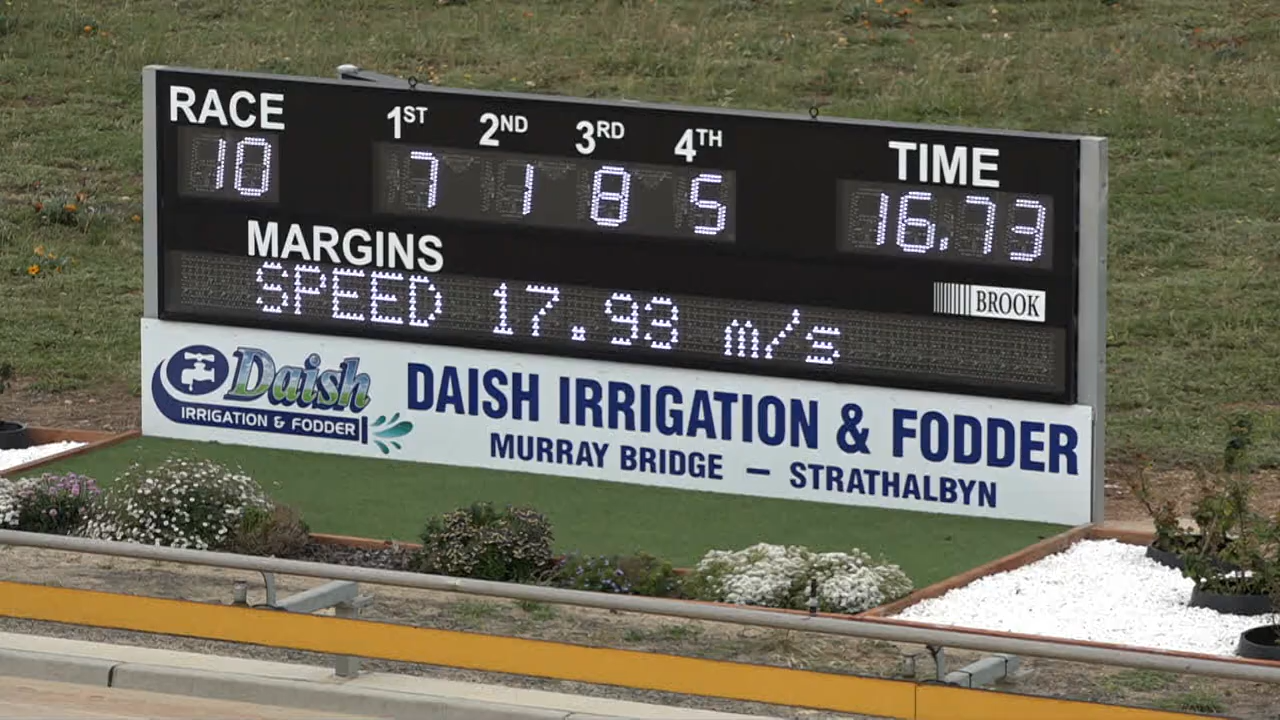 RACE 1ST 2ND 3RD 4TH TIME
10 7 1 8 5 16.73
MARGINS
BROOK
SPEED 17.93 m/s
Daish
IRRIGATION & FODDER
DAISH IRRIGATION & FODDER
MURRAY BRIDGE – STRATHALBYN